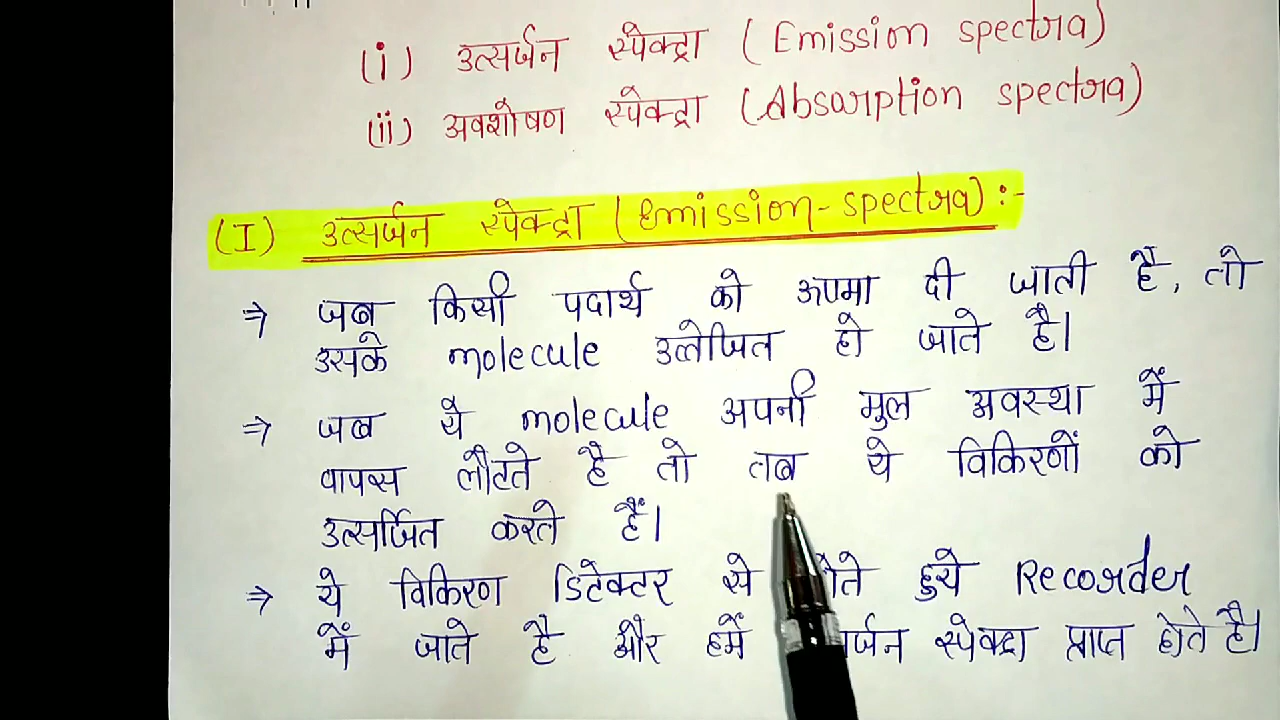 (i) उत्सर्जन स्पेक्ट्रा (Emission spectra)
(ii) अवशोषण स्पेक्ट्रा (Absorption spectra)
(I) उत्सर्जन स्पेक्ट्रा (Emission-spectra) :-
⇒ जब किसी पदार्थ को ऊष्मा दी जाती है, तो
उसके molecule उत्तेजित हो जाते है।
⇒ जब ये molecule अपनी मुल अवस्था में
वापस लौटते है तो तब ये विकिरणों को
उत्सर्जित करते हैं।
⇒ ये विकिरण डिटेक्टर से हुये Recorder
में जाते है और हमें स्पेक्ट्रा प्राप्त होते है।